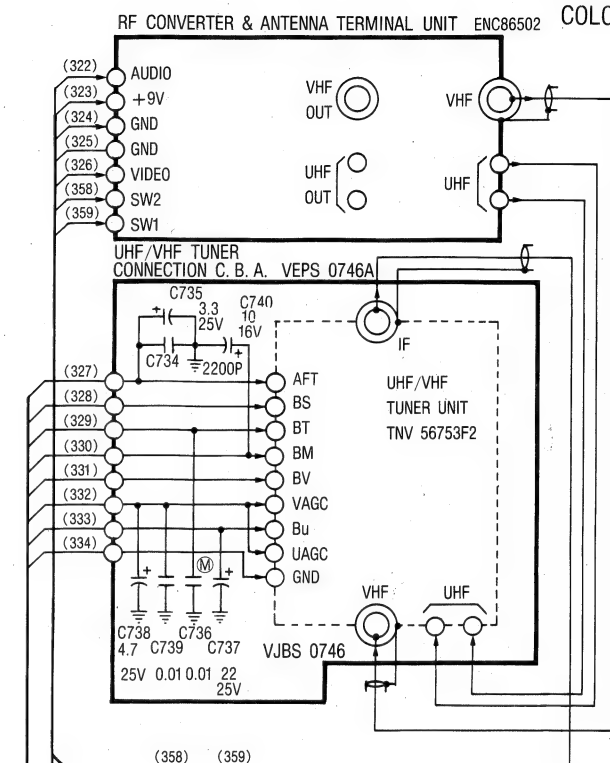 COLO
RF CONVERTER & ANTENNA TERMINAL UNIT ENC86502
(322) AUDIO
(323) +9V
(324) GND
(325) GND
(326) VIDEO
(358) SW2
(359) SW1
VHF OUT
UHF OUT
VHF
UHF
UHF/VHF TUNER
CONNECTION C. B. A. VEPS 0746A
C735
3.3
25V
C740
10
16V
C734
2200P
+
+
IF
(327) AFT
(328) BS
(329) BT
(330) BM
(331) BV
(332) VAGC
(333) Bu
(334) UAGC
GND
UHF/VHF
TUNER UNIT
TNV 56753F2
M
+
+
VHF
UHF
C738 C736
4.7 C739 C737
25V 0.01 0.01 22
25V
VJBS 0746
(358) (359)